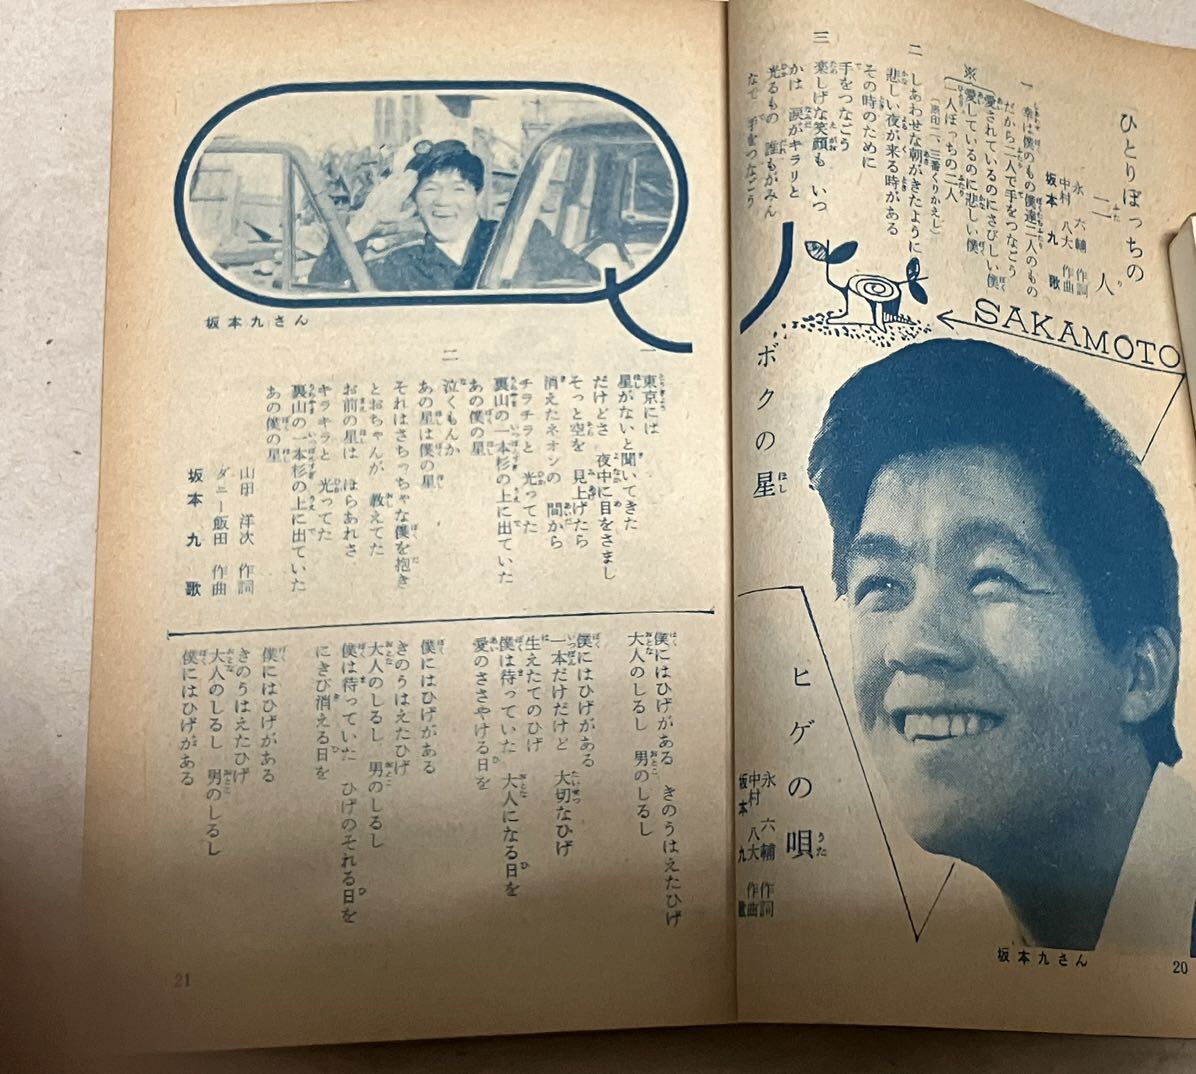 ひとりぼっちの
二人
永 六輔 作詞
中村 八大 作曲
坂本 九 歌
一 幸は僕のもの僕達二人のもの
だから二人で手をつなごう
愛されているのにさびしい僕
※愛しているのに悲しい僕
二人ぼっちの二人
二 しあわせな朝がきたように
悲しい夜が来る時がある
その時のために
手をつなごう
三 楽しげな笑顔も いつ
かは 涙がキラリと
光るもの 誰もがみん
なで 手をつなごう
SAKAMOTO
ボクの星
一 東京には
星がないと聞いてきた
だけどさ 夜中に目をさまし
そっと空を 見上げたら
消えたネオンの 間から
チラチラと 光ってた
裏山の一本杉の上に出ていた
あの僕の星
二 泣くもんか
あの星は僕の星
それはさちっちゃな僕を抱き
とおちゃんが 教えてた
お前の星は ほらあれさ
キラキラと 光ってた
裏山の一本杉の上に出ていた
あの僕の星
山田 洋次 作詞
ダニー飯田 作曲
坂本 九 歌
ヒゲの唄
永 六輔 作詞
中村 八大 作曲
坂本 九 歌
僕にはひげがある きのうはえたひげ
大人のしるし 男のしるし
僕にはひげがある
一本だけだけど 大切なひげ
生えたてのひげ
僕は待っていた 大人になる日を
愛のささやける日を
僕にはひげがある
きのうはえたひげ
大人のしるし 男のしるし
僕は待っていた ひげのそれる日を
にきび消える日を
僕にはひげがある
きのうはえたひげ
大人のしるし 男のしるし
僕にはひげがある
坂本九さん
坂本九さん
20
21